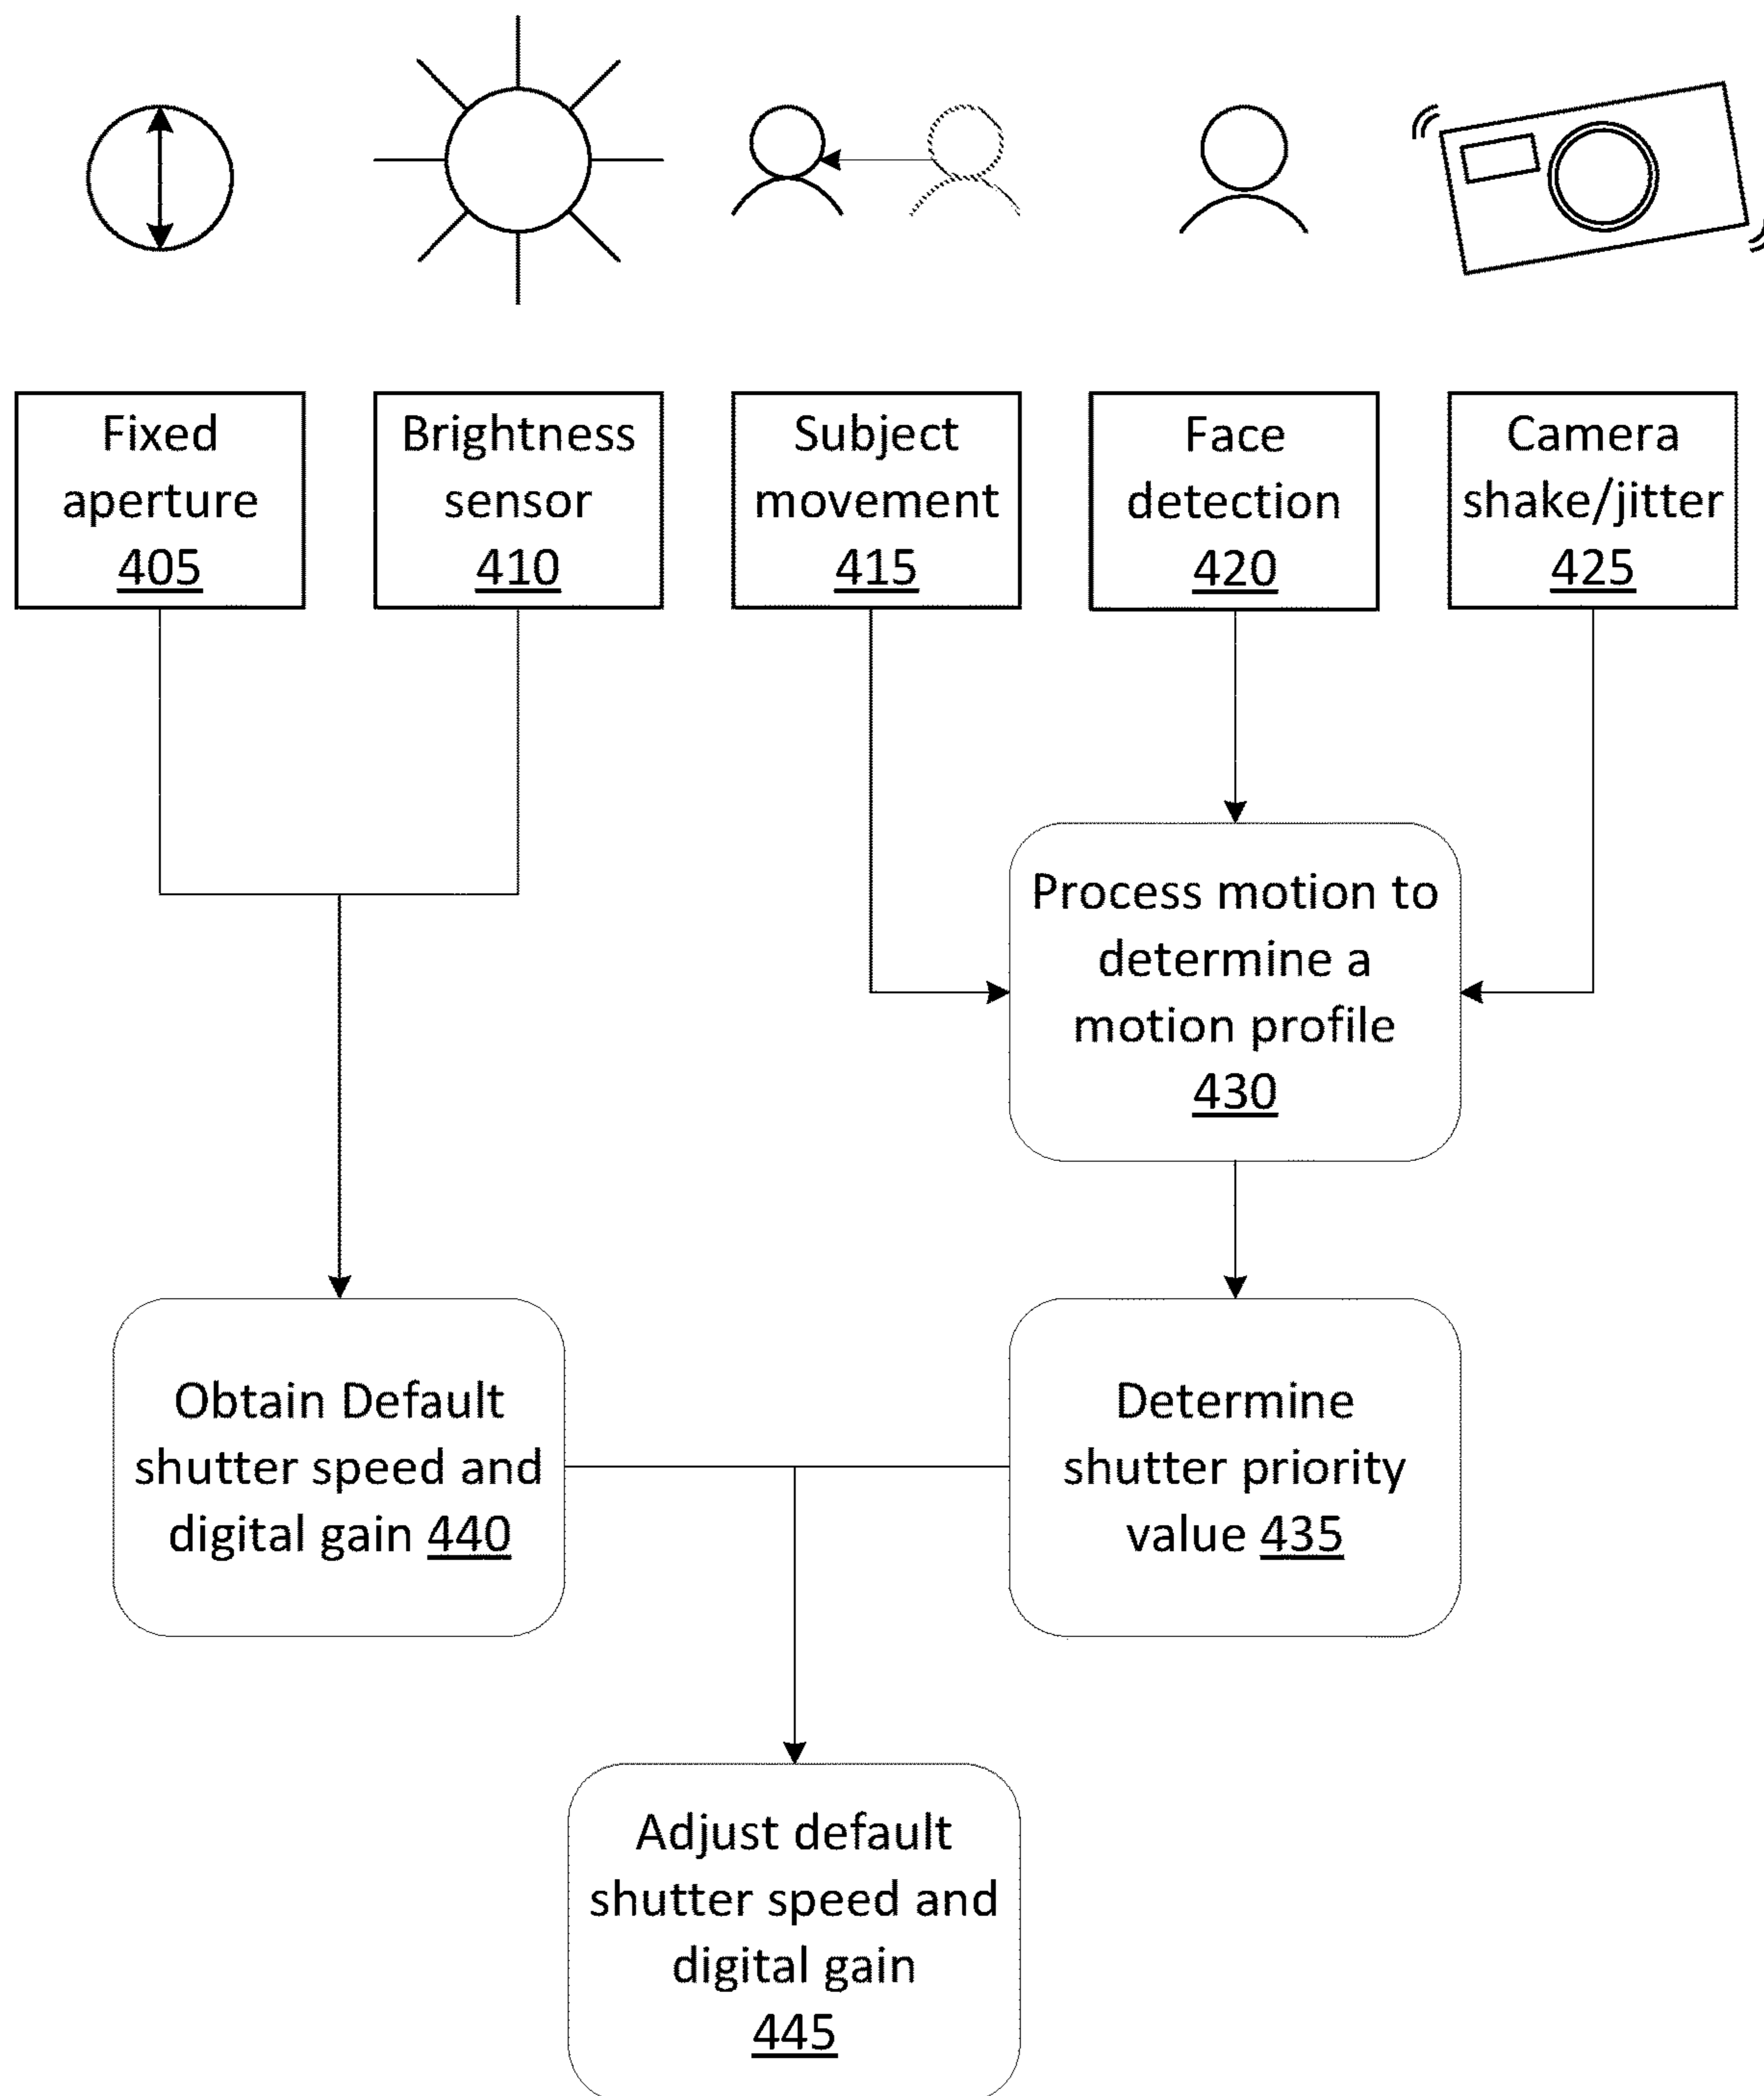 Fixed
aperture
405
Brightness
sensor
410
Subject
movement
415
Face
detection
420
Camera
shake/jitter
425
Process motion to
determine a
motion profile
430
Obtain Default
shutter speed and
digital gain 440
Determine
shutter priority
value 435
Adjust default
shutter speed and
digital gain
445